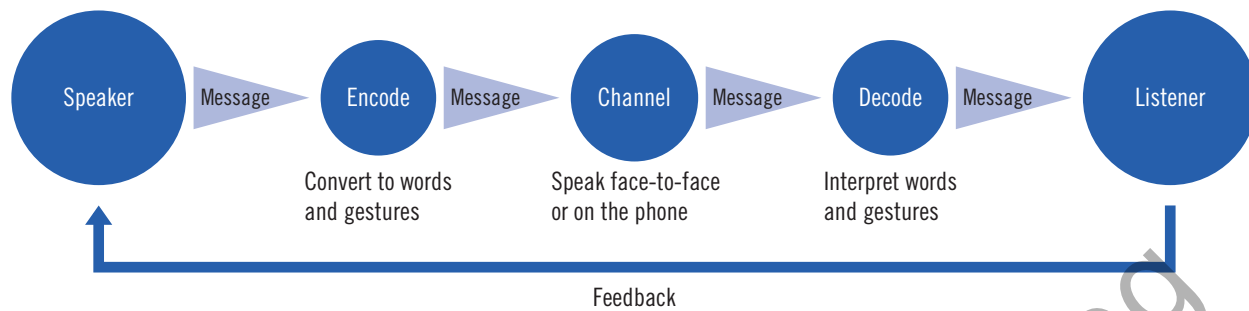 Speaker
Message
Encode
Message
Channel
Message
Decode
Message
Listener
Convert to words
and gestures
Speak face-to-face
or on the phone
Interpret words
and gestures
Feedback